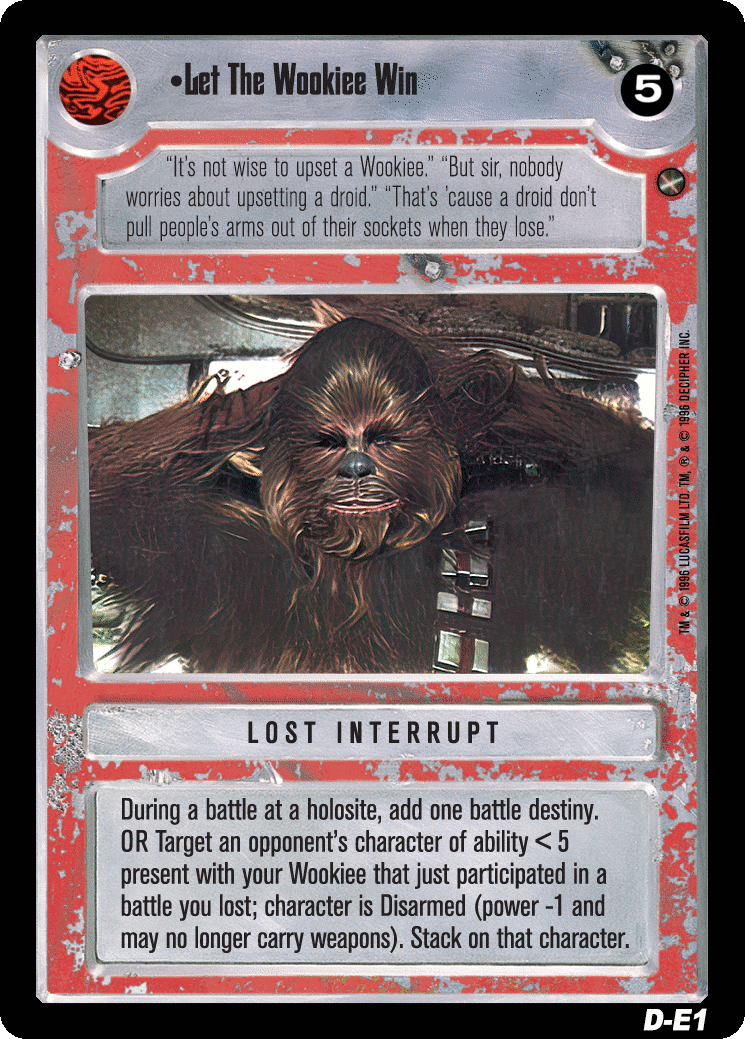 •Let The Wookiee Win
5
“It’s not wise to upset a Wookiee.” “But sir, nobody
worries about upsetting a droid.” “That’s ’cause a droid don’t
pull people’s arms out of their sockets when they lose.”
TM & © 1996 LUCASFILM LTD. TM, ® & © 1996 DECIPHER INC.
LOST INTERRUPT
During a battle at a holosite, add one battle destiny.
OR Target an opponent’s character of ability < 5
present with your Wookiee that just participated in a
battle you lost; character is Disarmed (power -1 and
may no longer carry weapons). Stack on that character.
D-E1